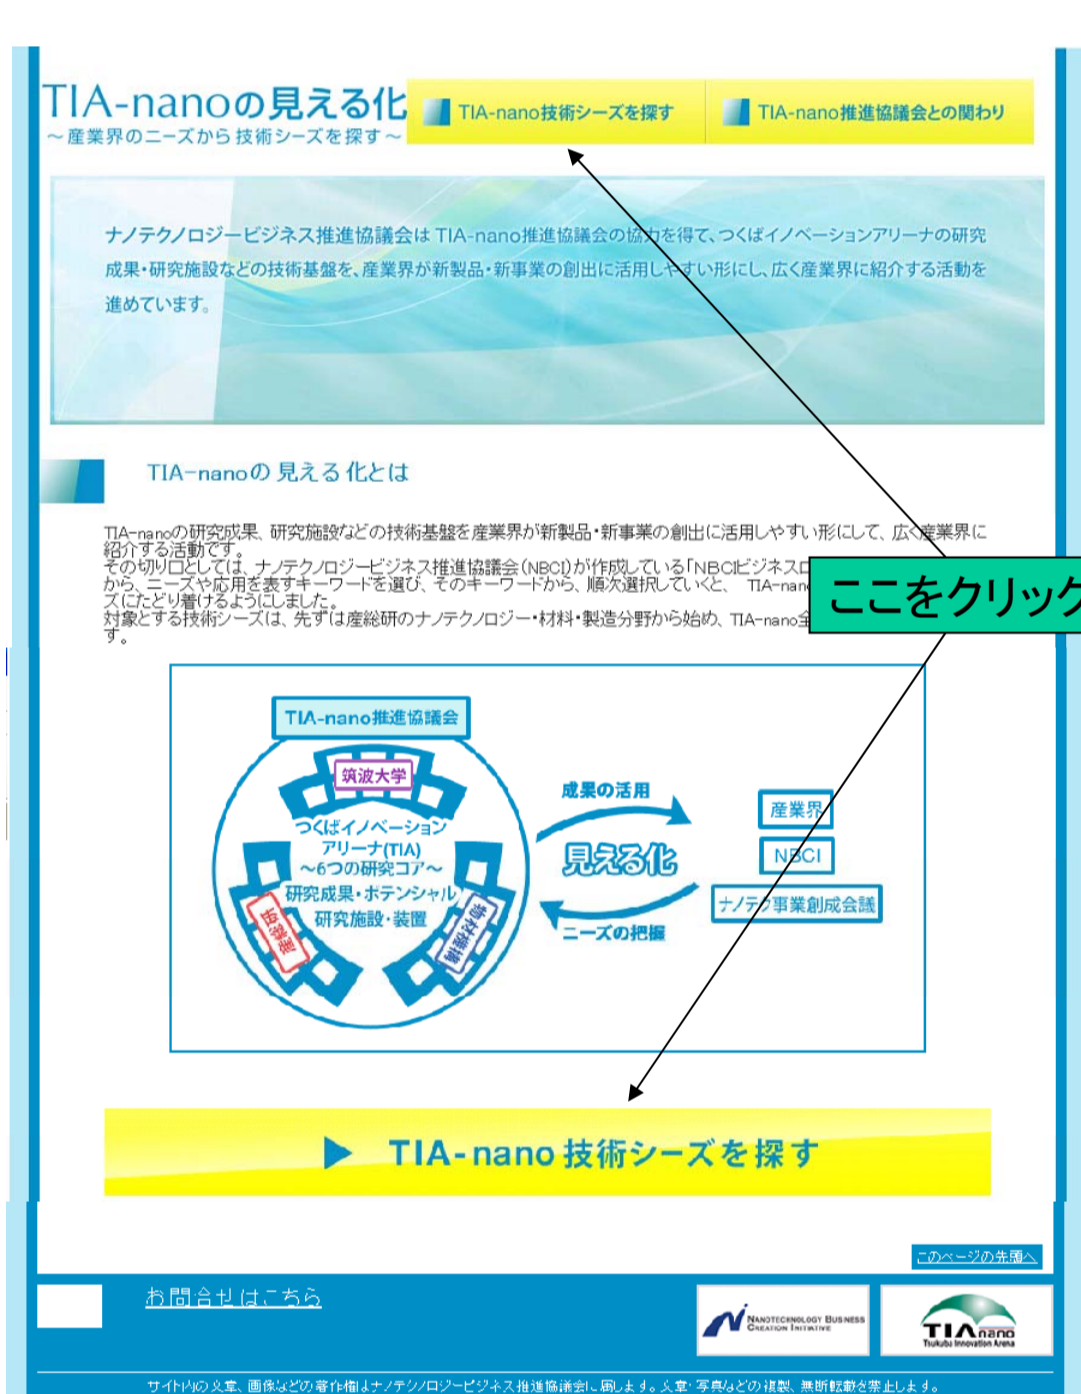 TIA-nanoの見える化
～産業界のニーズから技術シーズを探す～
TIA-nano技術シーズを探す
TIA-nano推進協議会との関わり
ナノテクノロジービジネス推進協議会は TIA-nano推進協議会の協力を得て、つくばイノベーションアリーナの研究
成果・研究施設などの技術基盤を、産業界が新製品・新事業の創出に活用しやすい形にし、広く産業界に紹介する活動を
進めています。
TIA-nanoの見える化とは
TIA-nanoの研究成果、研究施設などの技術基盤を産業界が新製品・新事業の創出に活用しやすい形にして、広く産業界に
紹介する活動です。
その切り口としては、ナノテクノロジービジネス推進協議会(NBCI)が作成している「NBCIビジネスロ
から、ニーズや応用を表すキーワードを選び、そのキーワードから、順次選択していくと、 TIA-nan
ズにたどり着けるようにしました。
対象とする技術シーズは、先ずは産総研のナノテクノロジー・材料・製造分野から始め、TIA-nano全
す。
ここをクリック
TIA-nano推進協議会
筑波大学
つくばイノベーション
アリーナ(TIA)
～6つの研究コア～
研究成果・ポテンシャル
研究施設・装置
産総研
物材機構
成果の活用
見える化
ニーズの把握
産業界
NBCI
ナノテク事業創成会議
TIA-nano 技術シーズを探す
このページの先頭へ
お問合せはこちら
NANOTECHNOLOGY BUSINESS
CREATION INITIATIVE
TIAnano
Tsukuba Innovation Arena
サイト内の文章、画像などの著作権はナノテクノロジービジネス推進協議会に属します。文章・写真などの複製、無断転載を禁止します。